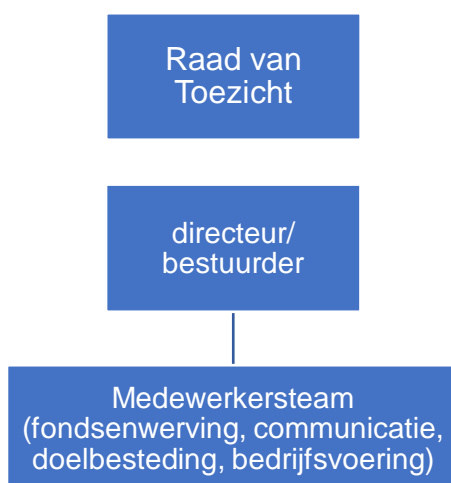 Raad van
Toezicht
directeur/
bestuurder
Medewerkersteam
(fondsenwerving, communicatie,
doelbesteding, bedrijfsvoering)